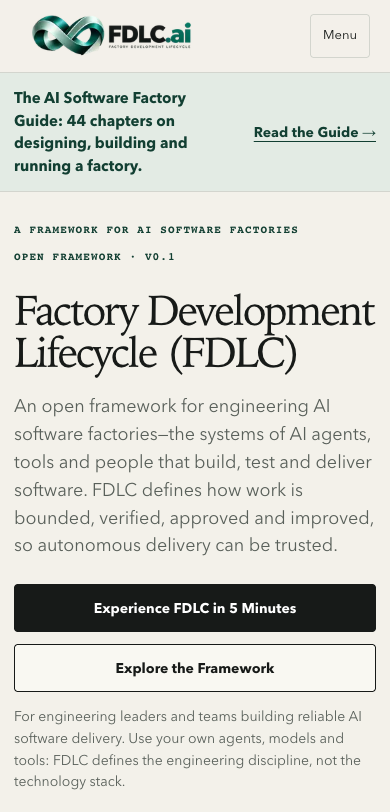 FDLC.ai
FACTORY DEVELOPMENT LIFECYCLE
Menu
The AI Software Factory
Guide: 44 chapters on
designing, building and
running a factory.
Read the Guide →
A FRAMEWORK FOR AI SOFTWARE FACTORIES
OPEN FRAMEWORK · V0.1
Factory Development
Lifecycle (FDLC)
An open framework for engineering AI
software factories—the systems of AI agents,
tools and people that build, test and deliver
software. FDLC defines how work is
bounded, verified, approved and improved,
so autonomous delivery can be trusted.
Experience FDLC in 5 Minutes
Explore the Framework
For engineering leaders and teams building reliable AI
software delivery. Use your own agents, models and
tools: FDLC defines the engineering discipline, not the
technology stack.